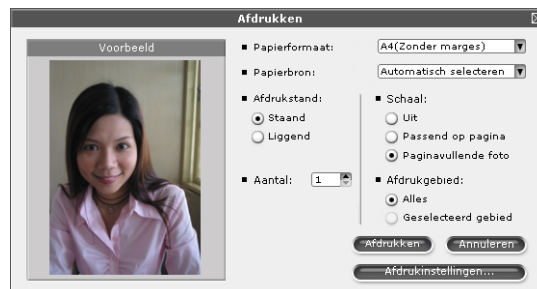 Afdrukken
Voorbeeld
Papierformaat:
A4(Zonder marges)
Papierbron:
Automatisch selecteren
Afdrukstand:
Staand
Liggend
Aantal:
1
Schaal:
Uit
Passend op pagina
Paginavullende foto
Afdrukgebied:
Alles
Geselecteerd gebied
Afdrukken
Annuleren
Afdrukinstellingen...